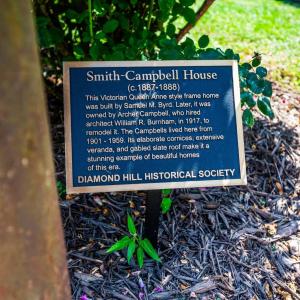 Smith-Campbell House
(c.1887-1888)
This Victorian Queen Anne style frame home
was built by Samuel M. Byrd. Later, it was
owned by Archer Campbell, who hired
architect William R. Burnham, in 1917, to
remodel it. The Campbells lived here from
1901 - 1959. Its elaborate cornices, extensive
veranda, and gabled slate roof make it a
stunning example of beautiful homes
of this era.
DIAMOND HILL HISTORICAL SOCIETY